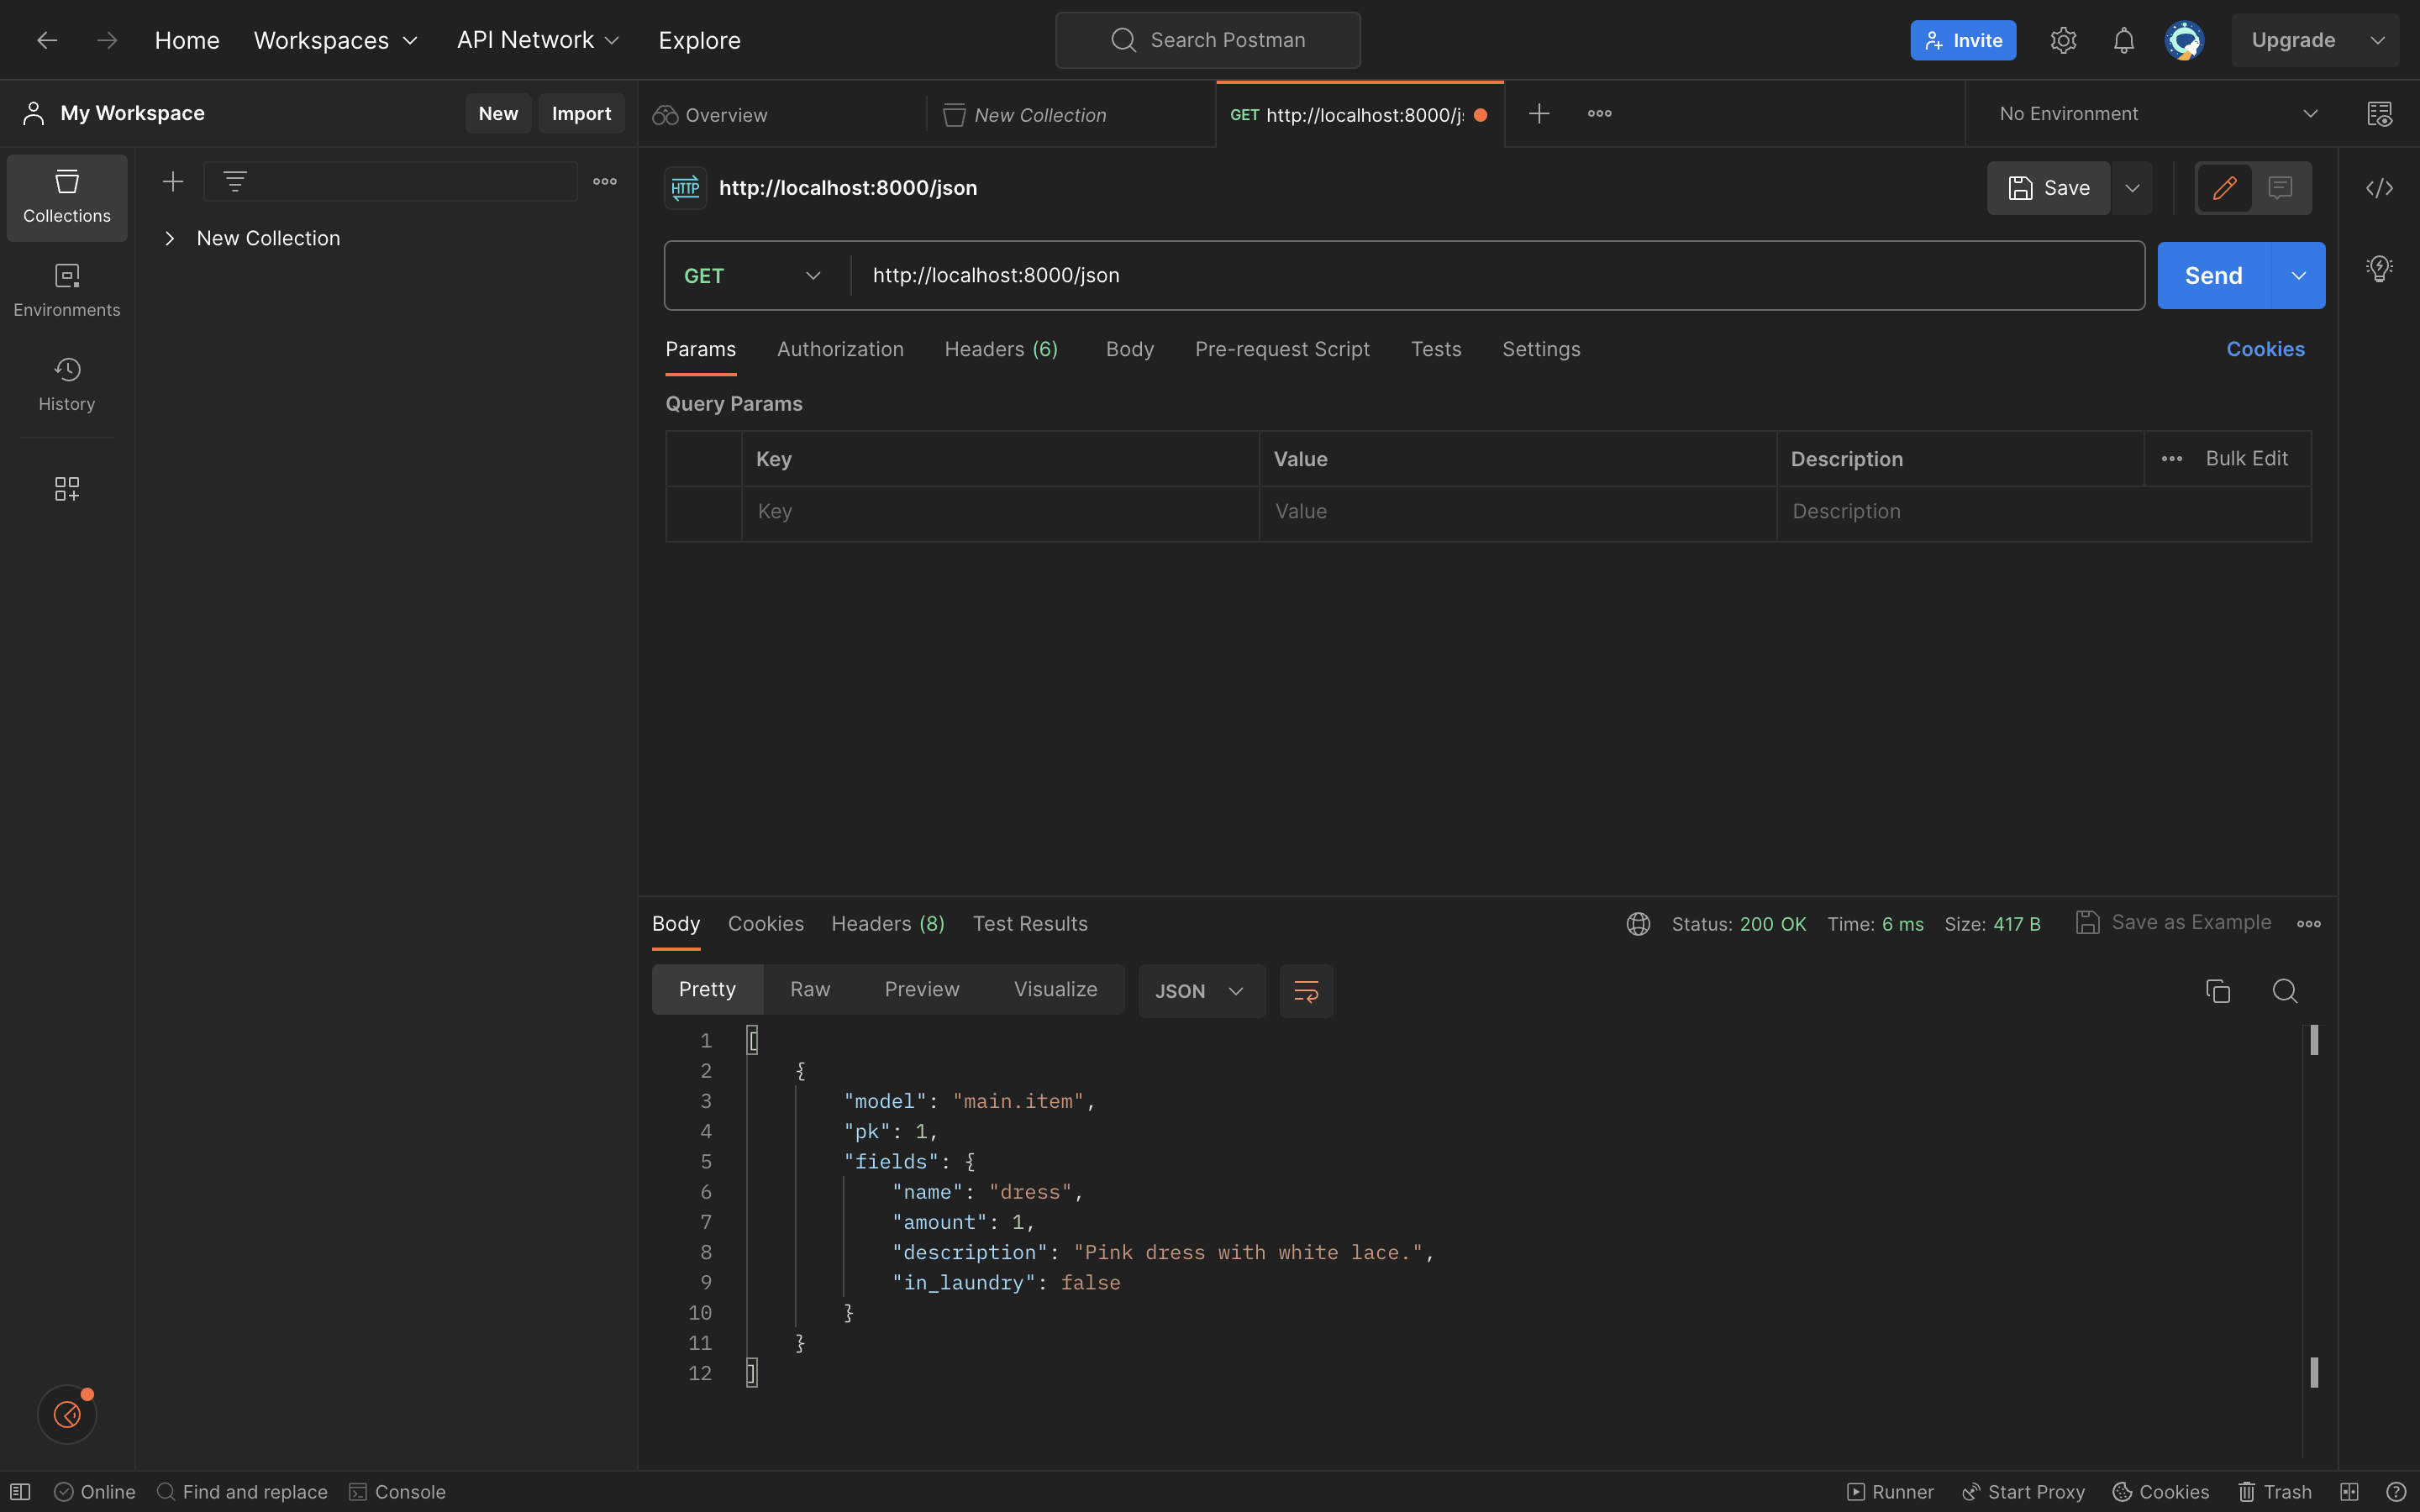 Home Workspaces API Network Explore Search Postman Invite Upgrade
My Workspace New Import Overview New Collection GET http://localhost:8000/js No Environment
Collections
Environments
History
New Collection
HTTP http://localhost:8000/json Save
GET http://localhost:8000/json Send
Params Authorization Headers (6) Body Pre-request Script Tests Settings Cookies
Query Params
Key Value Description Bulk Edit
Key Value Description
Body Cookies Headers (8) Test Results Status: 200 OK Time: 6 ms Size: 417 B Save as Example
Pretty Raw Preview Visualize JSON
1 [
2 {
3 "model": "main.item",
4 "pk": 1,
5 "fields": {
6 "name": "dress",
7 "amount": 1,
8 "description": "Pink dress with white lace.",
9 "in_laundry": false
10 }
11 }
12 ]
Online Find and replace Console Runner Start Proxy Cookies Trash